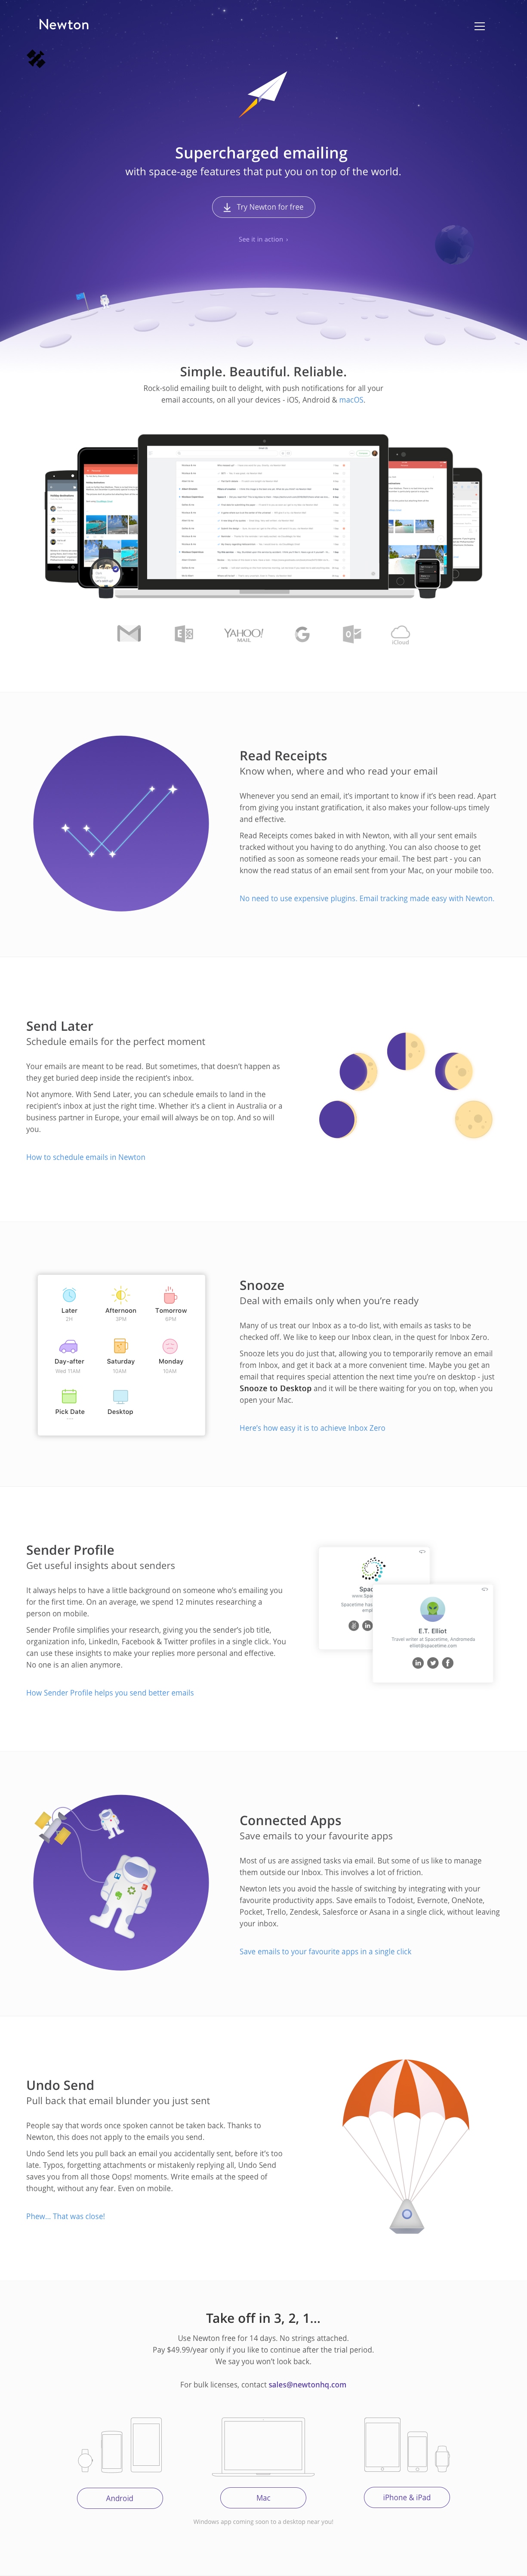 Newton
Supercharged emailing
with space-age features that put you on top of the world.
Try Newton for free
See it in action ›
Simple. Beautiful. Reliable.
Rock-solid emailing built to delight, with push notifications for all your
email accounts, on all your devices - iOS, Android & macOS.
YAHOO!
MAIL
iCloud
Read Receipts
Know when, where and who read your email
Whenever you send an email, it's important to know if it's been read. Apart
from giving you instant gratification, it also makes your follow-ups timely
and effective.
Read Receipts comes baked in with Newton, with all your sent emails
tracked without you having to do anything. You can also choose to get
notified as soon as someone reads your email. The best part - you can
know the read status of an email sent from your Mac, on your mobile too.
No need to use expensive plugins. Email tracking made easy with Newton.
Send Later
Schedule emails for the perfect moment
Your emails are meant to be read. But sometimes, that doesn't happen as
they get buried deep inside the recipient's inbox.
Not anymore. With Send Later, you can schedule emails to land in the
recipient's inbox at just the right time. Whether it's a client in Australia or a
business partner in Europe, your email will always be on top. And so will
you.
How to schedule emails in Newton
Later
2H
Afternoon
3PM
Tomorrow
6PM
Day-after
Wed 11AM
Saturday
10AM
Monday
10AM
Pick Date
Desktop
Snooze
Deal with emails only when you're ready
Many of us treat our Inbox as a to-do list, with emails as tasks to be
checked off. We like to keep our Inbox clean, in the quest for Inbox Zero.
Snooze lets you do just that, allowing you to temporarily remove an email
from Inbox, and get it back at a more convenient time. Maybe you get an
email that requires special attention the next time you're on desktop - just
Snooze to Desktop and it will be there waiting for you on top, when you
open your Mac.
Here's how easy it is to achieve Inbox Zero
Sender Profile
Get useful insights about senders
It always helps to have a little background on someone who's emailing you
for the first time. On an average, we spend 12 minutes researching a
person on mobile.
Sender Profile simplifies your research, giving you the sender's job title,
organization info, LinkedIn, Facebook & Twitter profiles in a single click. You
can use these insights to make your replies more personal and effective.
No one is an alien anymore.
How Sender Profile helps you send better emails
E.T. Elliot
Travel writer at Spacetime, Andromeda
elliot@spacetime.com
Connected Apps
Save emails to your favourite apps
Most of us are assigned tasks via email. But some of us like to manage
them outside our Inbox. This involves a lot of friction.
Newton lets you avoid the hassle of switching by integrating with your
favourite productivity apps. Save emails to Todoist, Evernote, OneNote,
Pocket, Trello, Zendesk, Salesforce or Asana in a single click, without leaving
your inbox.
Save emails to your favourite apps in a single click
Undo Send
Pull back that email blunder you just sent
People say that words once spoken cannot be taken back. Thanks to
Newton, this does not apply to the emails you send.
Undo Send lets you pull back an email you accidentally sent, before it's too
late. Typos, forgetting attachments or mistakenly replying all, Undo Send
saves you from all those Oops! moments. Write emails at the speed of
thought, without any fear. Even on mobile.
Phew... That was close!
Take off in 3, 2, 1...
Use Newton free for 14 days. No strings attached.
Pay $49.99/year only if you like to continue after the trial period.
We say you won't look back.
For bulk licenses, contact sales@newtonhq.com
Android
Mac
iPhone & iPad
Windows app coming soon to a desktop near you!